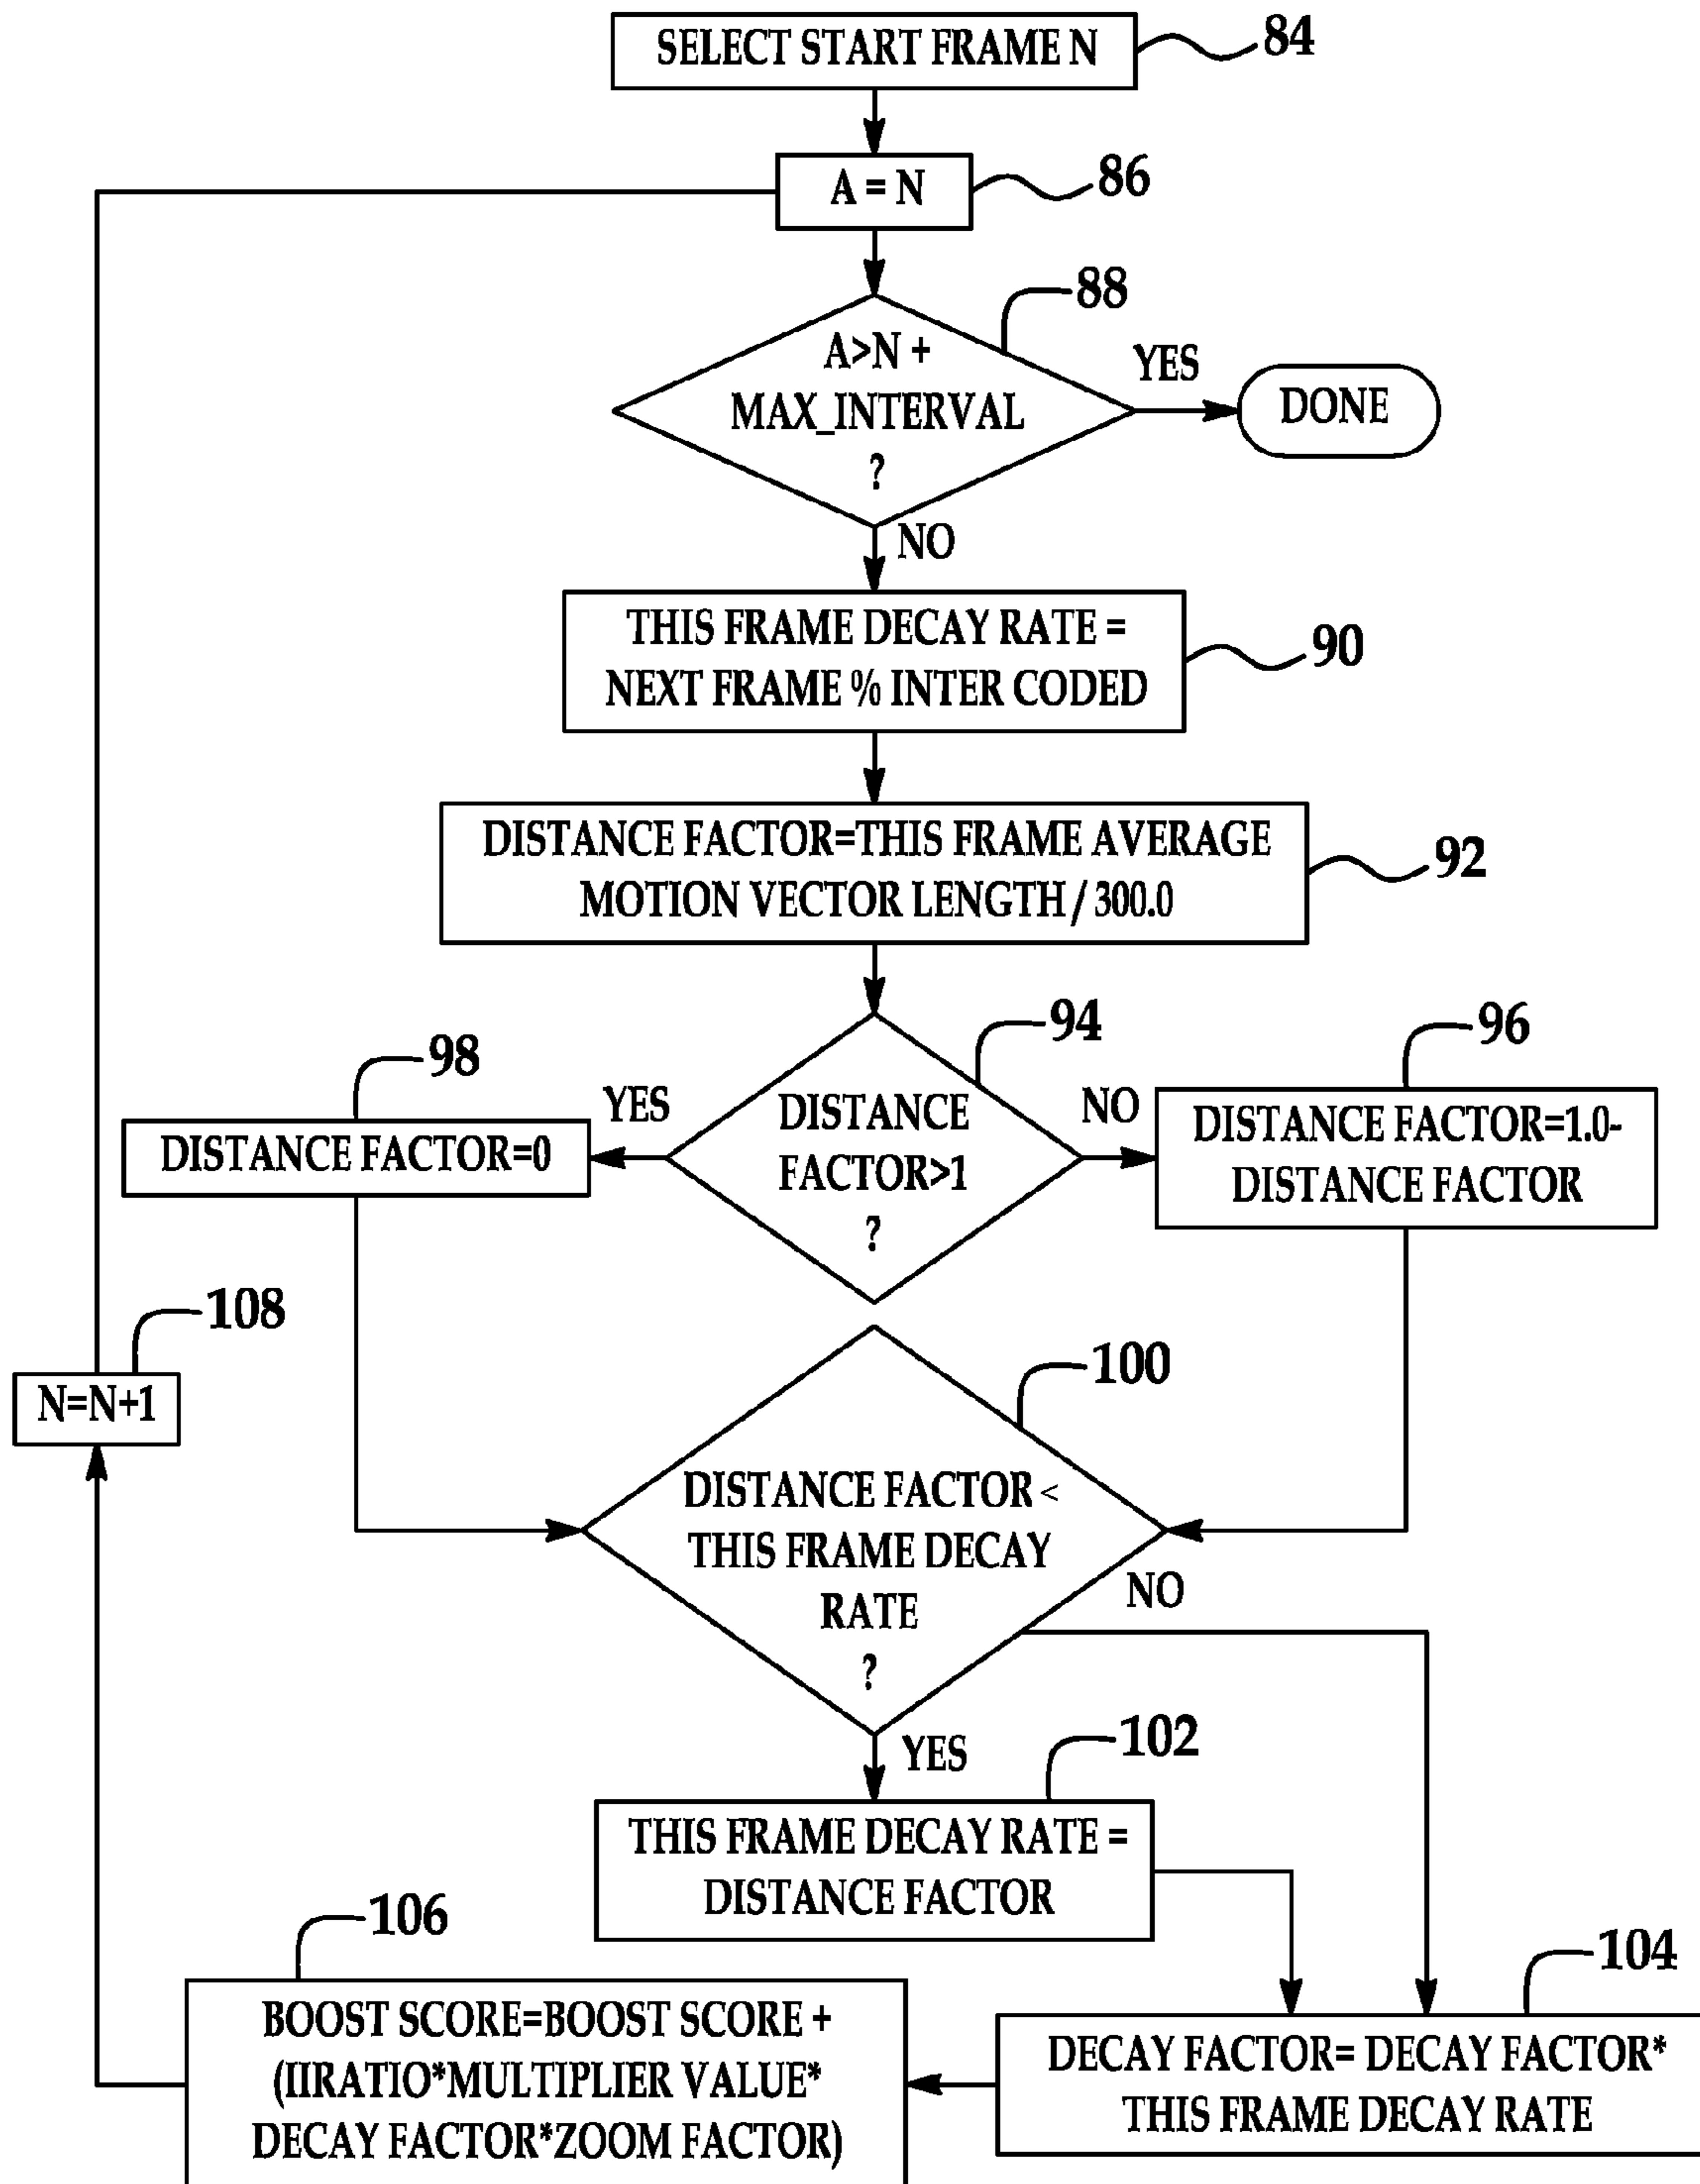 SELECT START FRAME N
84
A = N
86
88
A>N +
MAX_INTERVAL
?
YES
DONE
NO
THIS FRAME DECAY RATE =
NEXT FRAME % INTER CODED
90
DISTANCE FACTOR=THIS FRAME AVERAGE
MOTION VECTOR LENGTH / 300.0
92
94
DISTANCE
FACTOR>1
?
YES
NO
98
DISTANCE FACTOR=0
96
DISTANCE FACTOR=1.0-
DISTANCE FACTOR
108
N=N+1
100
DISTANCE FACTOR <
THIS FRAME DECAY
RATE
?
NO
YES
102
THIS FRAME DECAY RATE =
DISTANCE FACTOR
104
DECAY FACTOR= DECAY FACTOR*
THIS FRAME DECAY RATE
106
BOOST SCORE=BOOST SCORE +
(IIRATIO*MULTIPLIER VALUE*
DECAY FACTOR*ZOOM FACTOR)